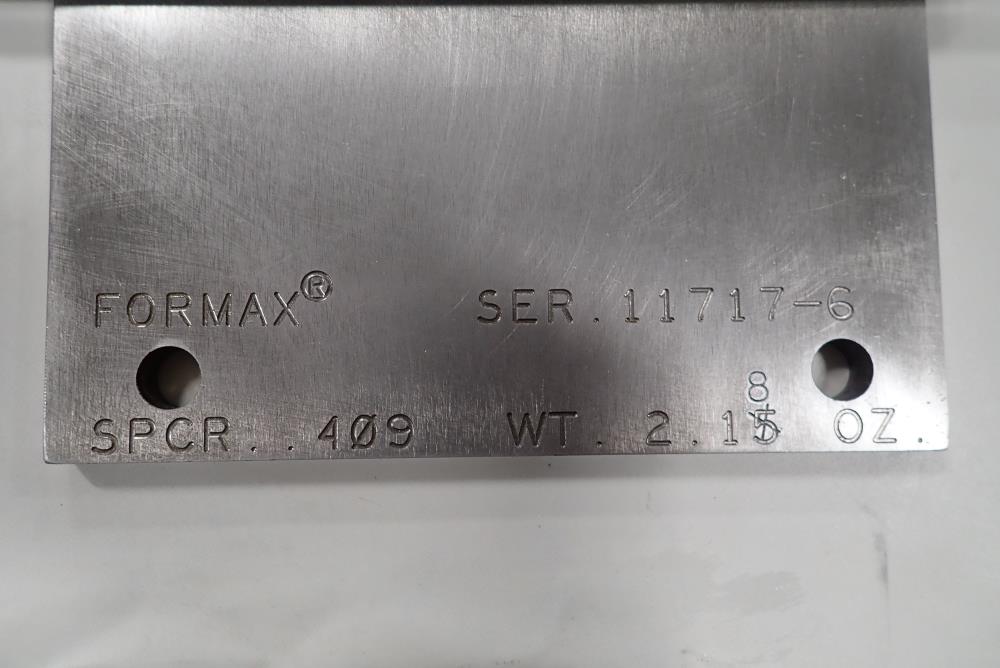 FORMAX® SER. 11717-6
8
SPCR. .409 WT. 2.15 OZ.